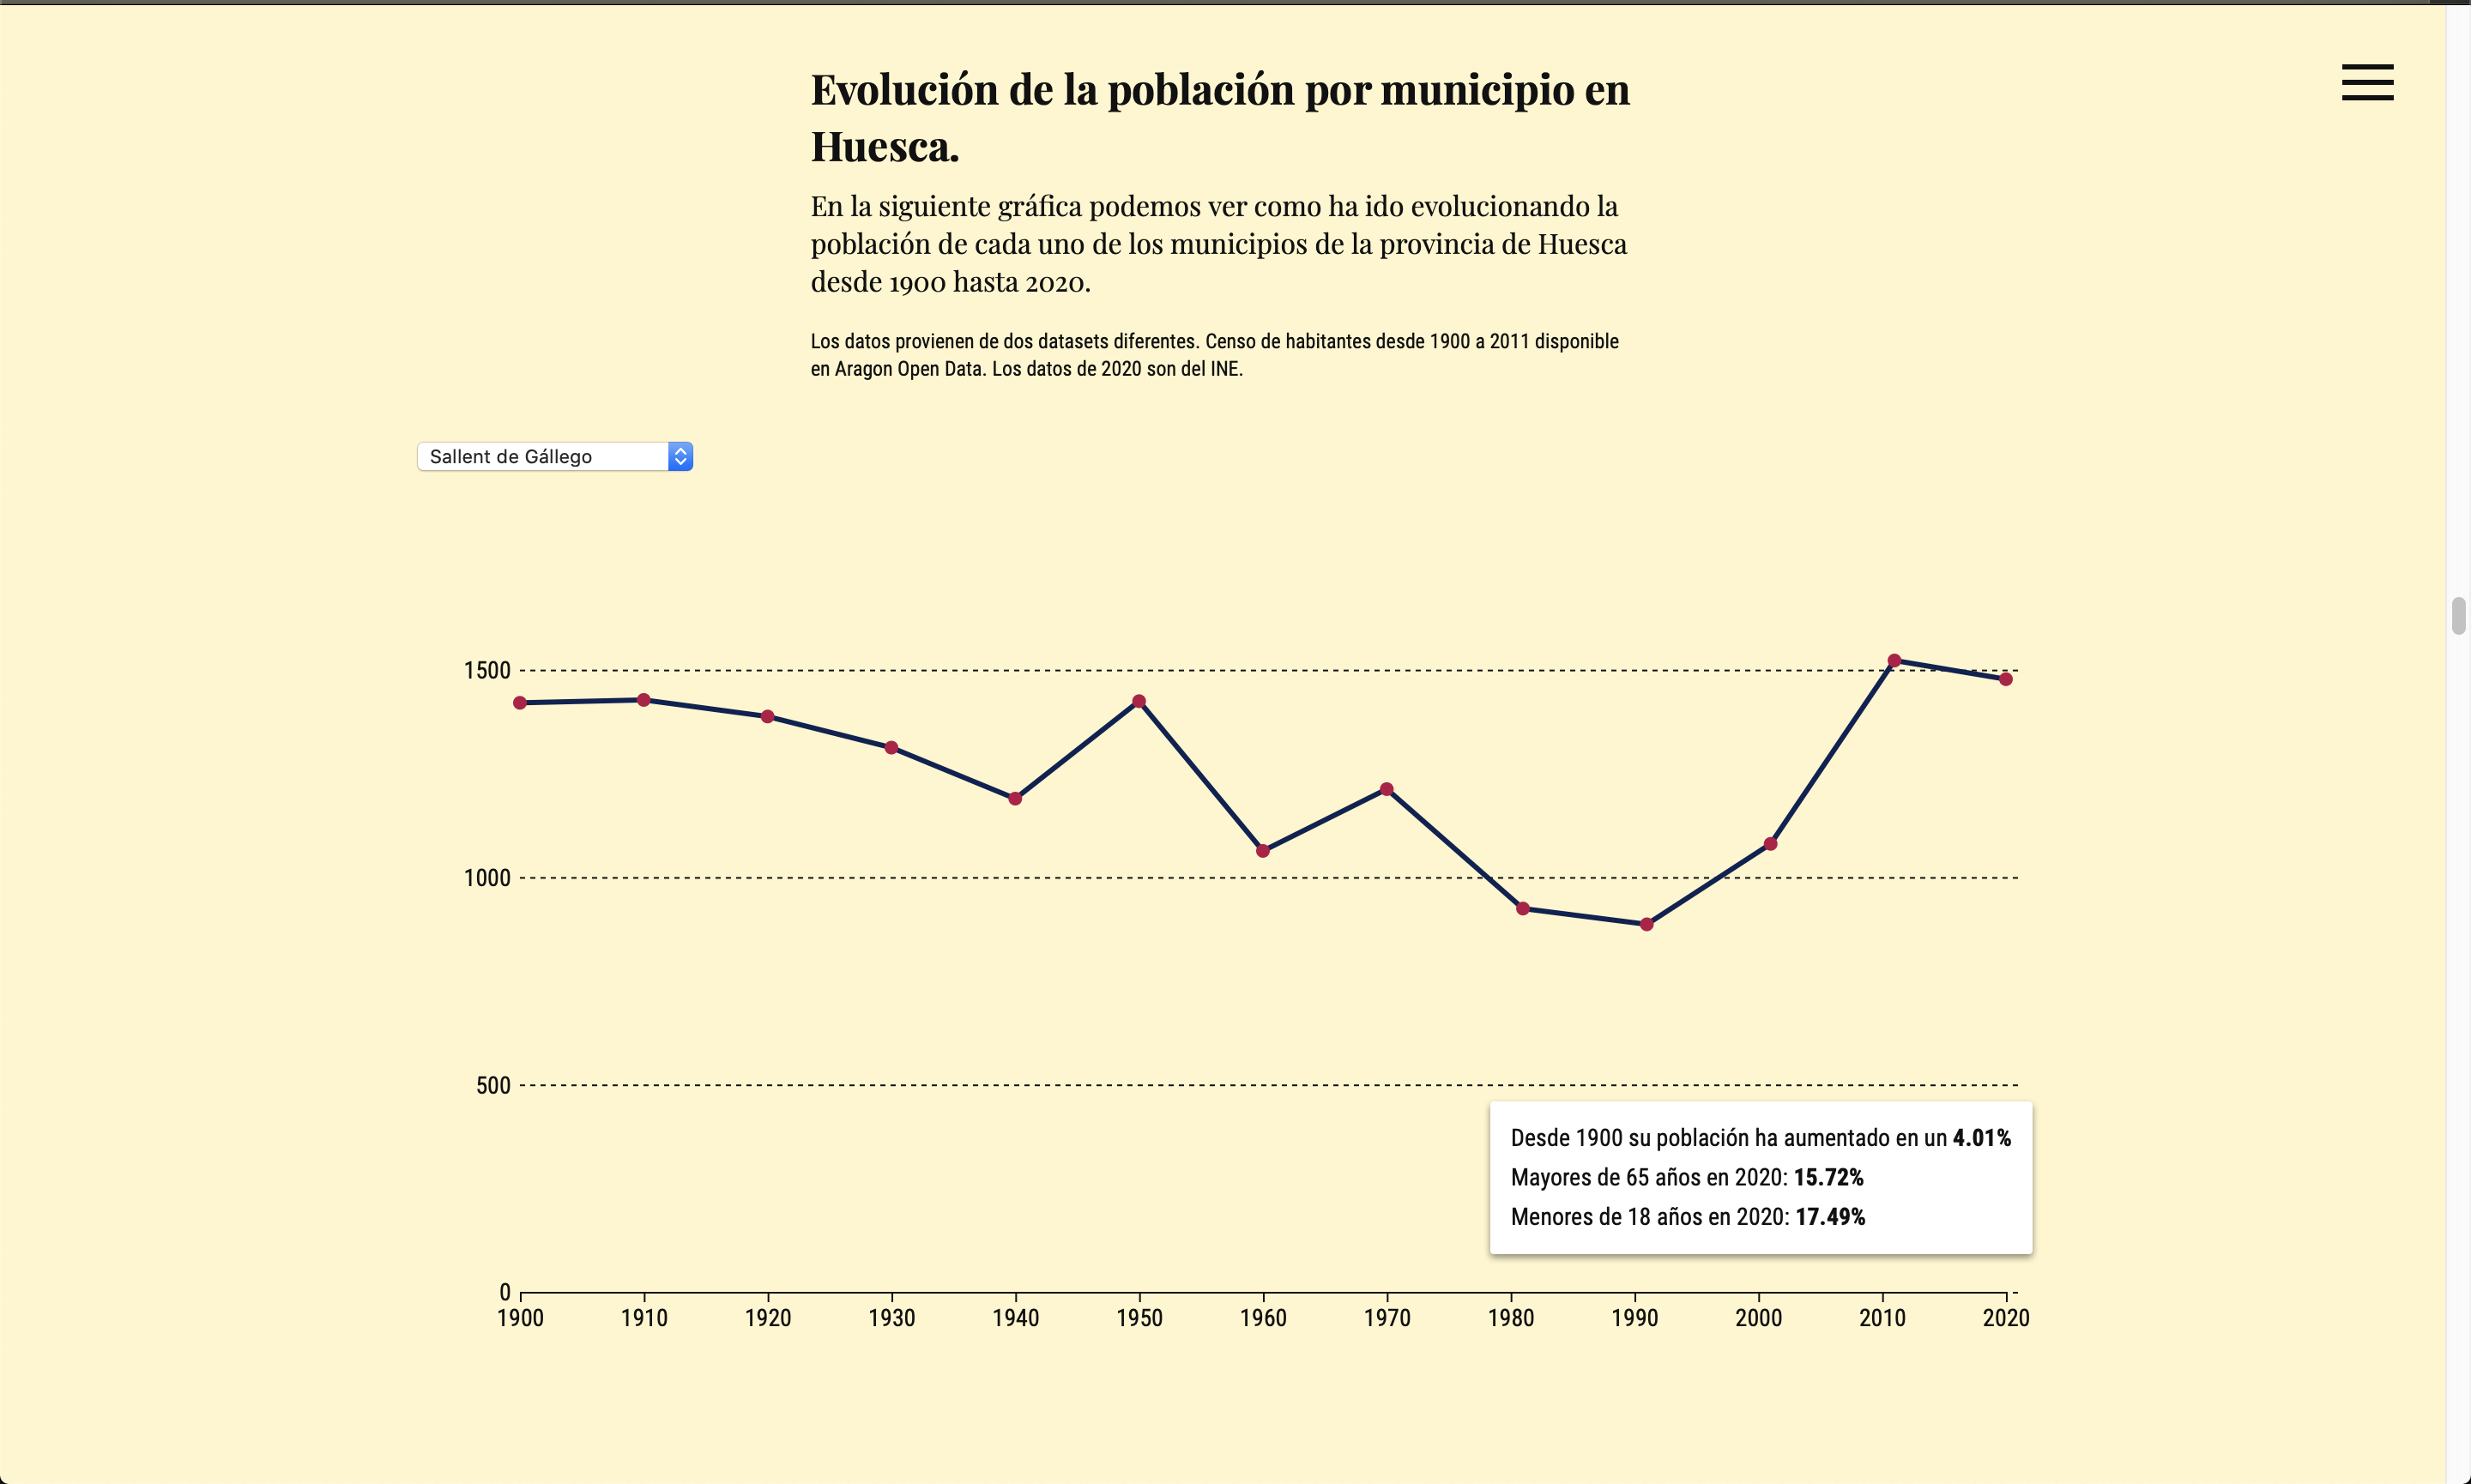 Evolución de la población por municipio en
Huesca.
En la siguiente gráfica podemos ver como ha ido evolucionando la
población de cada uno de los municipios de la provincia de Huesca
desde 1900 hasta 2020.
Los datos provienen de dos datasets diferentes. Censo de habitantes desde 1900 a 2011 disponible
en Aragon Open Data. Los datos de 2020 son del INE.
Sallent de Gállego
1500
1000
500
Desde 1900 su población ha aumentado en un 4.01%
Mayores de 65 años en 2020: 15.72%
Menores de 18 años en 2020: 17.49%
0
1900 1910 1920 1930 1940 1950 1960 1970 1980 1990 2000 2010 2020